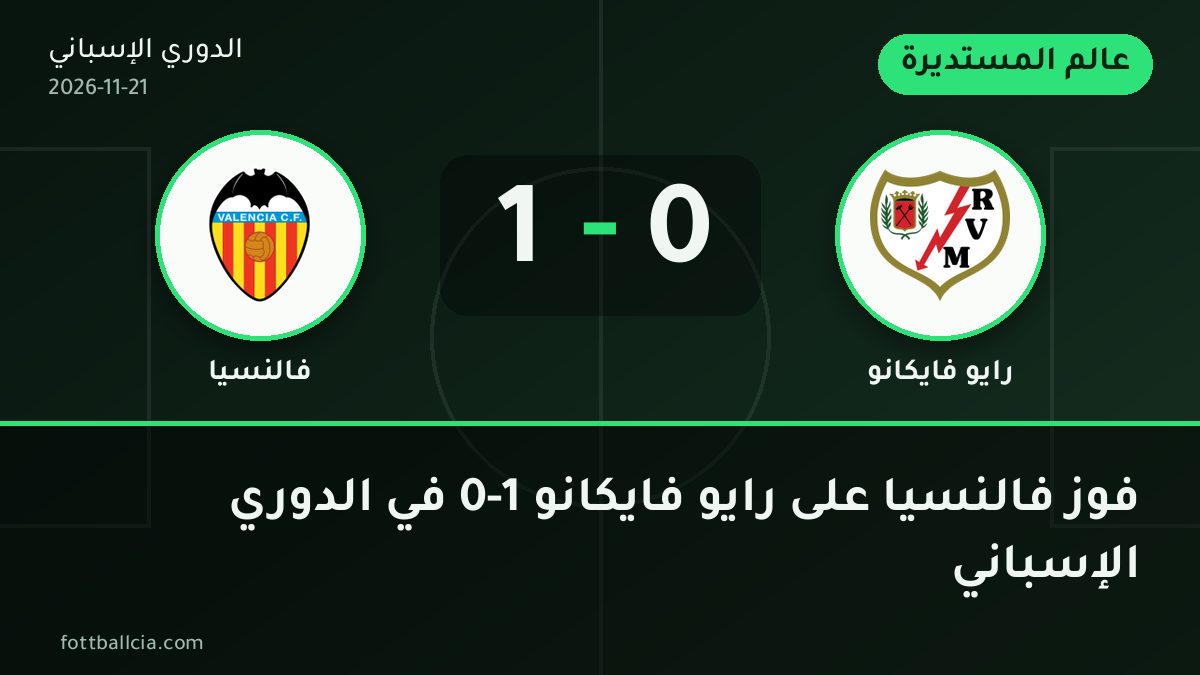 عالم المستديرة
الدوري الإسباني
2026-11-21
VALENCIA C.F.
R
V
M
1 - 0
فالنسيا
رايو فايكانو
فوز فالنسيا على رايو فايكانو 1-0 في الدوري
الإسباني
fottballcia.com